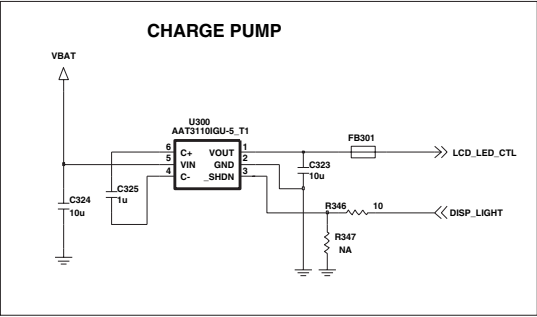 CHARGE PUMP
VBAT
U300
AAT3110IGU-5_T1
6 C+ VOUT 1
5 VIN GND 2
4 C- _SHDN 3
FB301
LCD_LED_CTL
C323
10u
C325
1u
C324
10u
R346 10
DISP_LIGHT
R347
NA